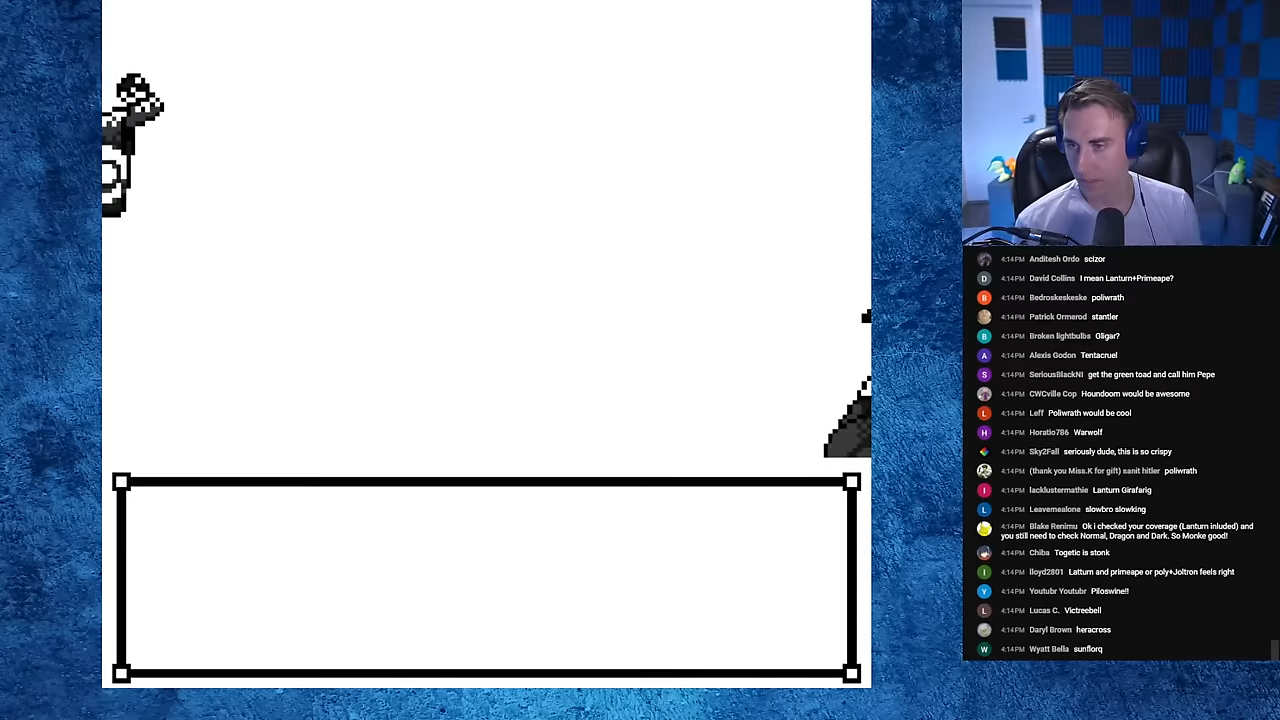 4:14PM Anditesh Ordo scizor
4:14PM David Collins I mean Lanturn+Primeape?
4:14PM Bedroskeskeske poliwrath
4:14PM Patrick Ormerod stantler
4:14PM Broken lightbulbs Gligar?
4:14PM Alexis Godon Tentacruel
4:14PM SeriousBlackNI get the green toad and call him Pepe
4:14PM CWCville Cop Houndoom would be awesome
4:14PM Leff Poliwrath would be cool
4:14PM Horatio786 Warwolf
4:14PM Sky2Fall seriously dude, this is so crispy
4:14PM (thank you Miss.K for gift) sanit hitler poliwrath
4:14PM lacklustermathie Lanturn Girafarig
4:14PM Leavemealone slowbro slowking
4:14PM Blake Renimu Ok i checked your coverage (Lanturn inluded) and
you still need to check Normal, Dragon and Dark. So Monke good!
4:14PM Chiba Togetic is stonk
4:14PM lloyd2801 Latturn and primeape or poly+Joltron feels right
4:14PM Youtubr Youtubr Piloswine!!
4:14PM Lucas C. Victreebell
4:14PM Daryl Brown heracross
4:14PM Wyatt Bella sunflorq